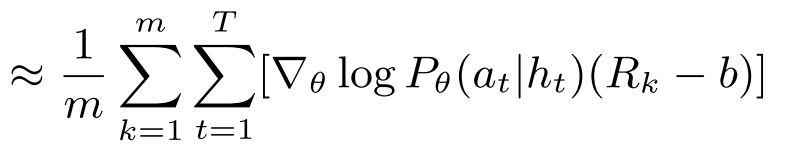 ≈ \frac{1}{m} \sum_{k=1}^{m} \sum_{t=1}^{T} [\nabla_\theta \log P_\theta(a_t|h_t)(R_k - b)]